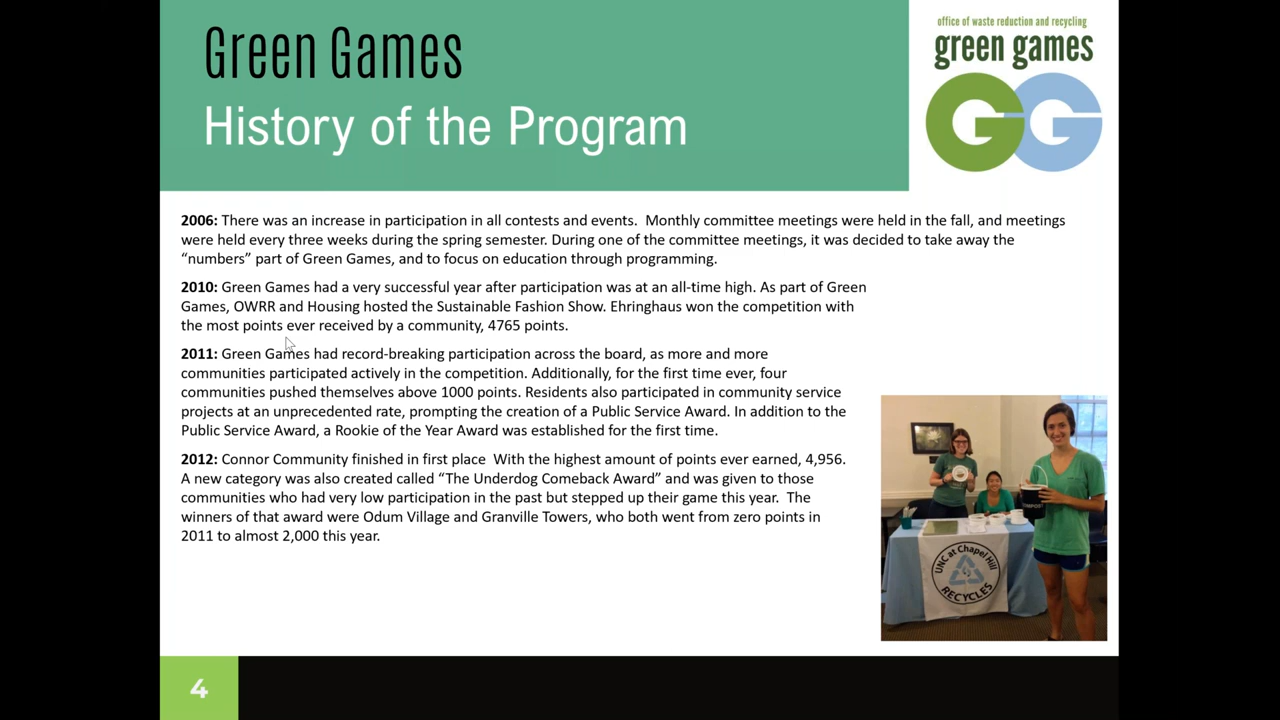 Green Games
History of the Program
office of waste reduction and recycling
green games
GG
2006: There was an increase in participation in all contests and events.  Monthly committee meetings were held in the fall, and meetings
were held every three weeks during the spring semester. During one of the committee meetings, it was decided to take away the
“numbers” part of Green Games, and to focus on education through programming.
2010: Green Games had a very successful year after participation was at an all-time high. As part of Green
Games, OWRR and Housing hosted the Sustainable Fashion Show. Ehringhaus won the competition with
the most points ever received by a community, 4765 points.
2011: Green Games had record-breaking participation across the board, as more and more
communities participated actively in the competition. Additionally, for the first time ever, four
communities pushed themselves above 1000 points. Residents also participated in community service
projects at an unprecedented rate, prompting the creation of a Public Service Award. In addition to the
Public Service Award, a Rookie of the Year Award was established for the first time.
2012: Connor Community finished in first place  With the highest amount of points ever earned, 4,956.
A new category was also created called “The Underdog Comeback Award” and was given to those
communities who had very low participation in the past but stepped up their game this year.  The
winners of that award were Odum Village and Granville Towers, who both went from zero points in
2011 to almost 2,000 this year.
UNC at Chapel Hill
RECYCLES
4